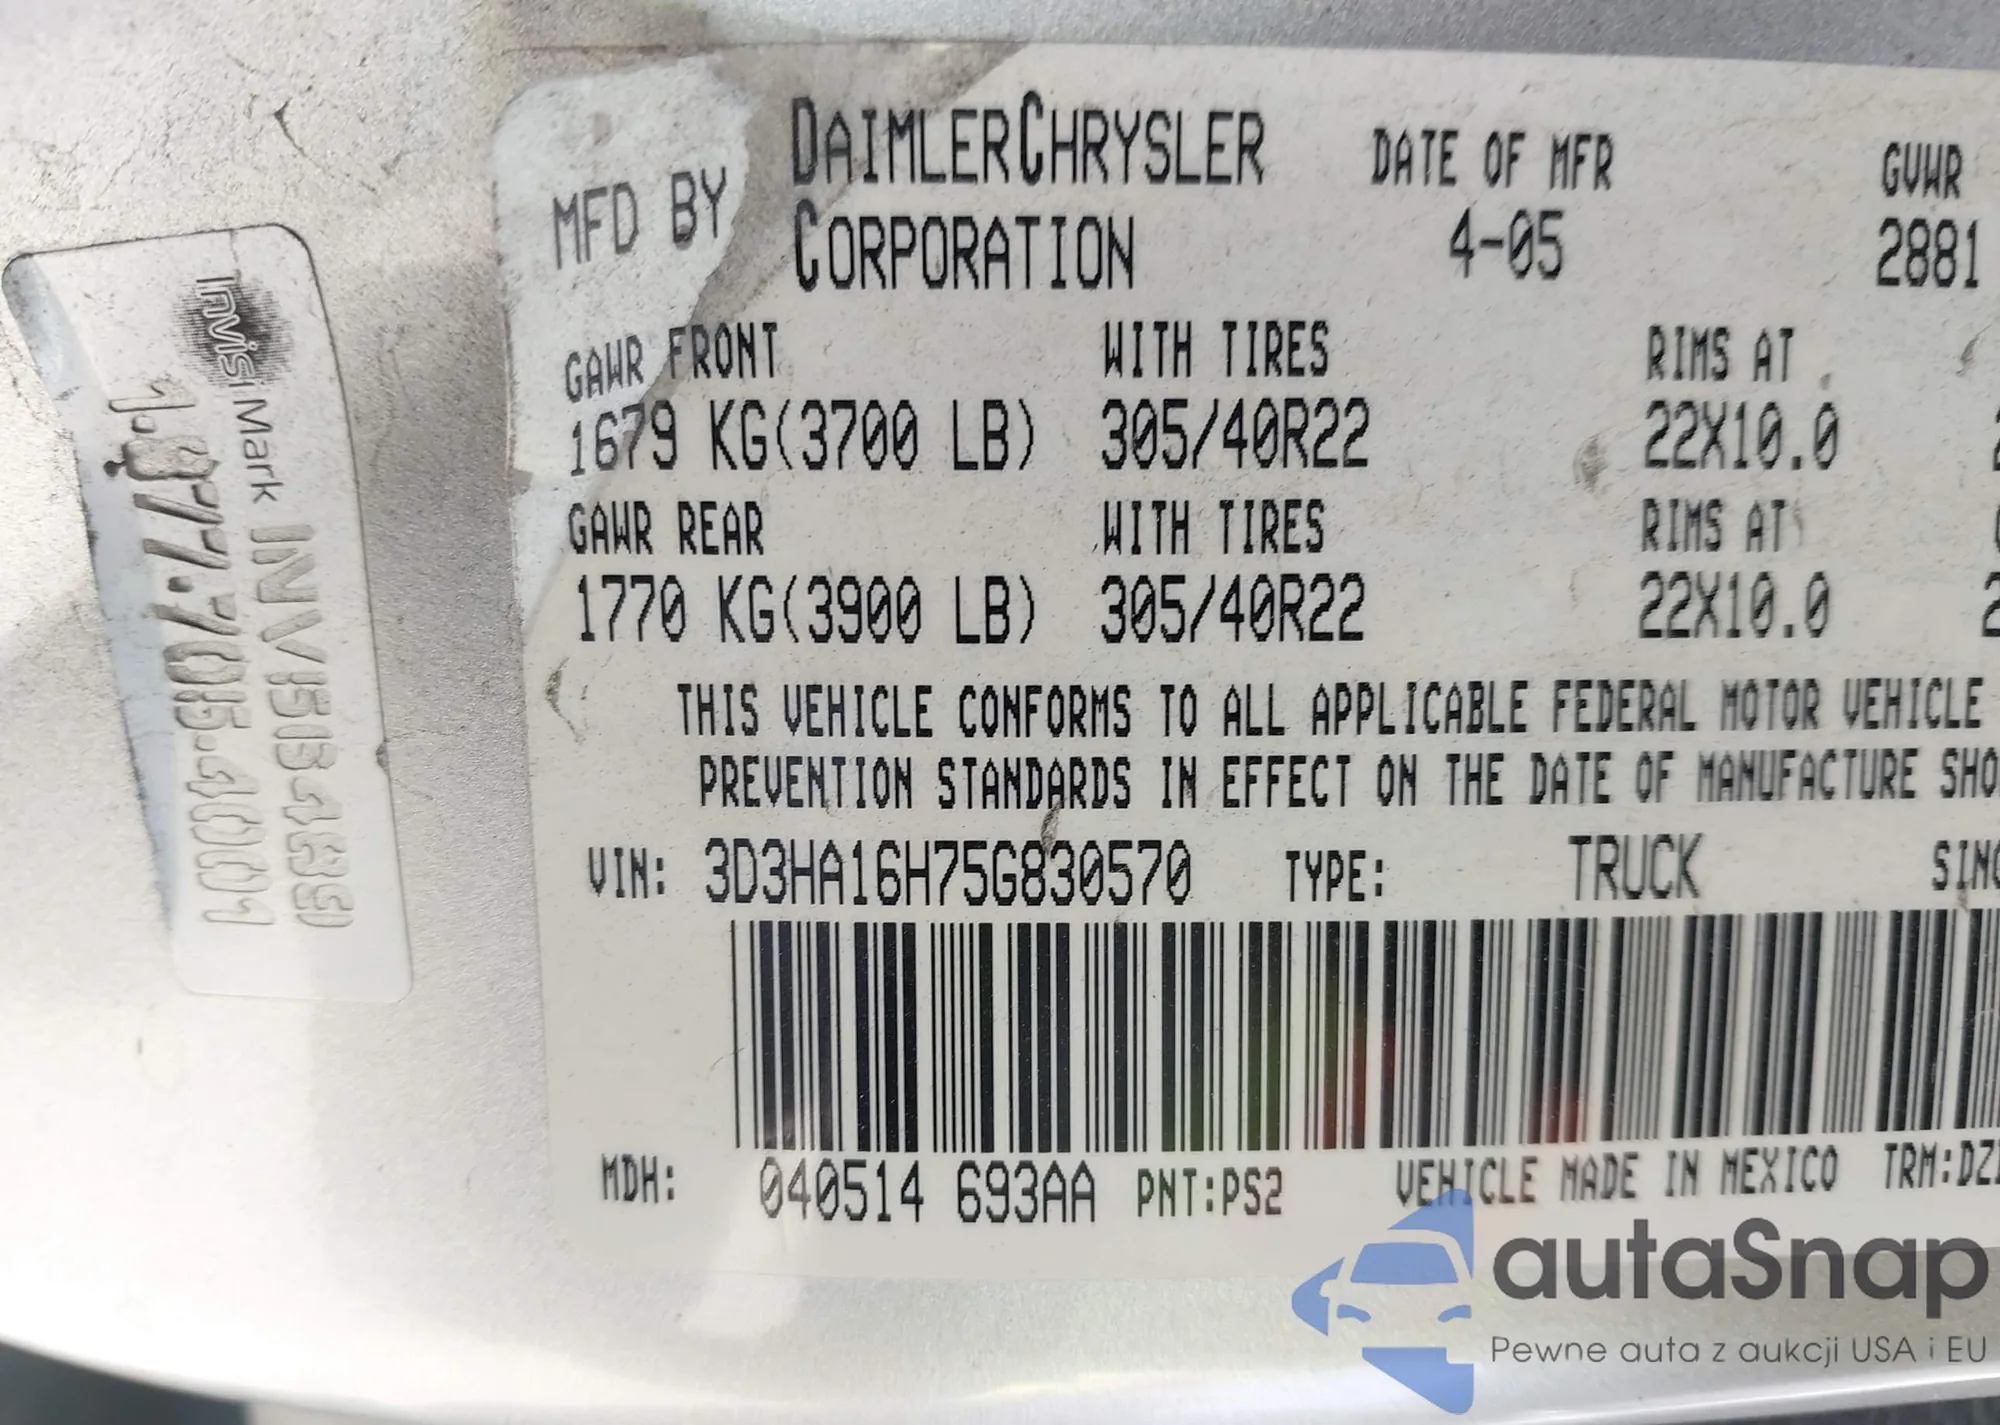 DAIMLERCHRYSLER
MFD BY
CORPORATION
DATE OF MFR
4-05
GVWR
2881
GAWR FRONT WITH TIRES RIMS AT
1679 KG(3700 LB) 305/40R22 22X10.0
GAWR REAR WITH TIRES RIMS AT
1770 KG(3900 LB) 305/40R22 22X10.0
THIS VEHICLE CONFORMS TO ALL APPLICABLE FEDERAL MOTOR VEHICLE
PREVENTION STANDARDS IN EFFECT ON THE DATE OF MANUFACTURE SHO
VIN: 3D3HA16H75G830570 TYPE: TRUCK SING
MDH: 040514 693AA PNT:PS2 VEHICLE MADE IN MEXICO TRM:DZ
InvisiMark
autaSnap
Pewne auta z aukcji USA i EU